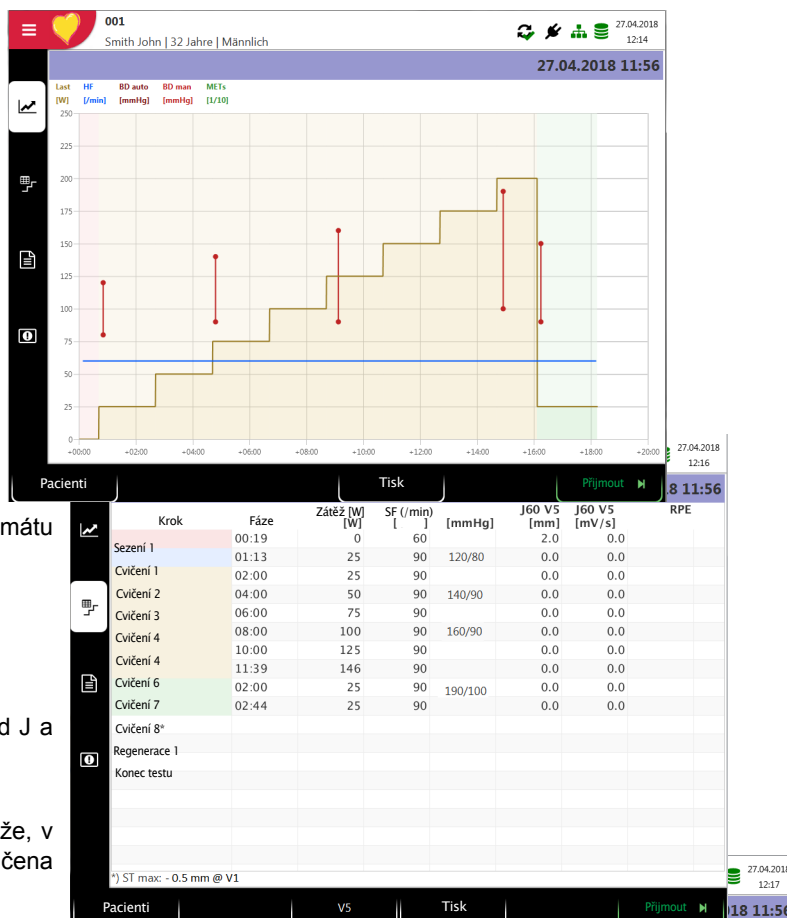 001
Smith John | 32 Jahre | Männlich
27.04.2018
12:14
27.04.2018 11:56
Last HF BD auto BD man METs
[W] [/min] [mmHg] [mmHg] [1/10]
250
225
200
175
150
125
100
75
50
25
0
+00:00 +02:00 +04:00 +06:00 +08:00 +10:00 +12:00 +14:00 +16:00 +18:00 +20:00
Pacienti Tisk Přijmout
27.04.2018
12:16
8 11:56
mátu
d J a
že, v
čena
Krok Fáze Zátěž [W] SF (/min) J60 V5 J60 V5 RPE
[W] [ ] [mmHg] [mm] [mV/s]
00:19 0 60 2.0 0.0
Sezení 1
01:13 25 90 120/80 0.0 0.0
Cvičení 1
02:00 25 90 0.0 0.0
Cvičení 2
04:00 50 90 140/90 0.0 0.0
Cvičení 3
06:00 75 90 0.0 0.0
Cvičení 4
08:00 100 90 160/90 0.0 0.0
Cvičení 4
10:00 125 90 0.0 0.0
11:39 146 90 0.0 0.0
Cvičení 6
02:00 25 90 190/100 0.0 0.0
Cvičení 7
02:44 25 90 0.0 0.0
Cvičení 8*
Regenerace 1
Konec testu
*) ST max: - 0.5 mm @ V1
27.04.2018
12:17
Pacienti V5 Tisk Přijmout
018 11:56